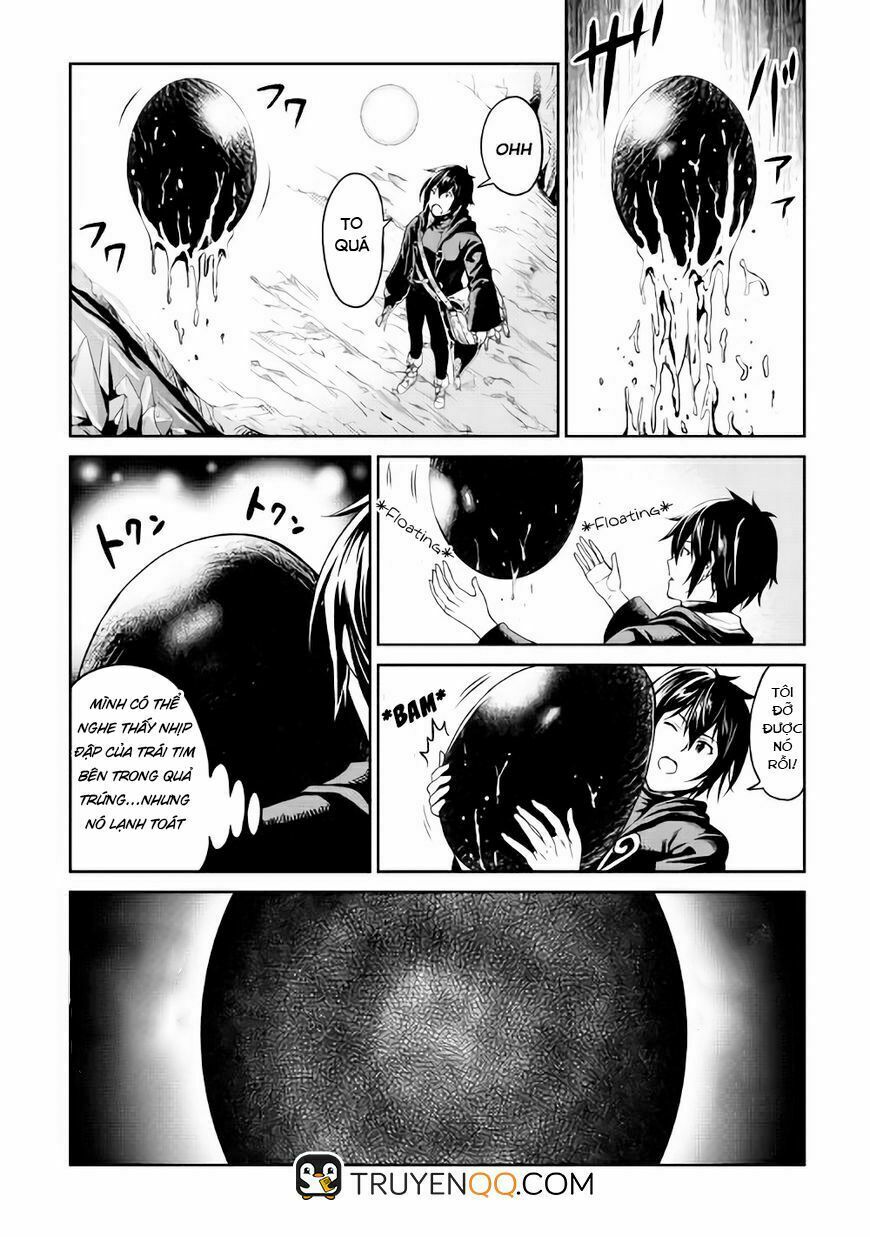 ザバ
ァ
ァ
フワ
OHH
TO
QUÁ
フワ
*Floating*
*Floating*
トクン
トクン
MÌNH CÓ THỂ
NGHE THẤY NHỊP
ĐẬP CỦA TRÁI TIM
BÊN TRONG QUẢ
TRỨNG...NHƯNG
NÓ LẠNH TOÁT
*BAM*
TÔI
ĐỠ
ĐƯỢC
NÓ
RỒI!
TRUYENQQ.COM